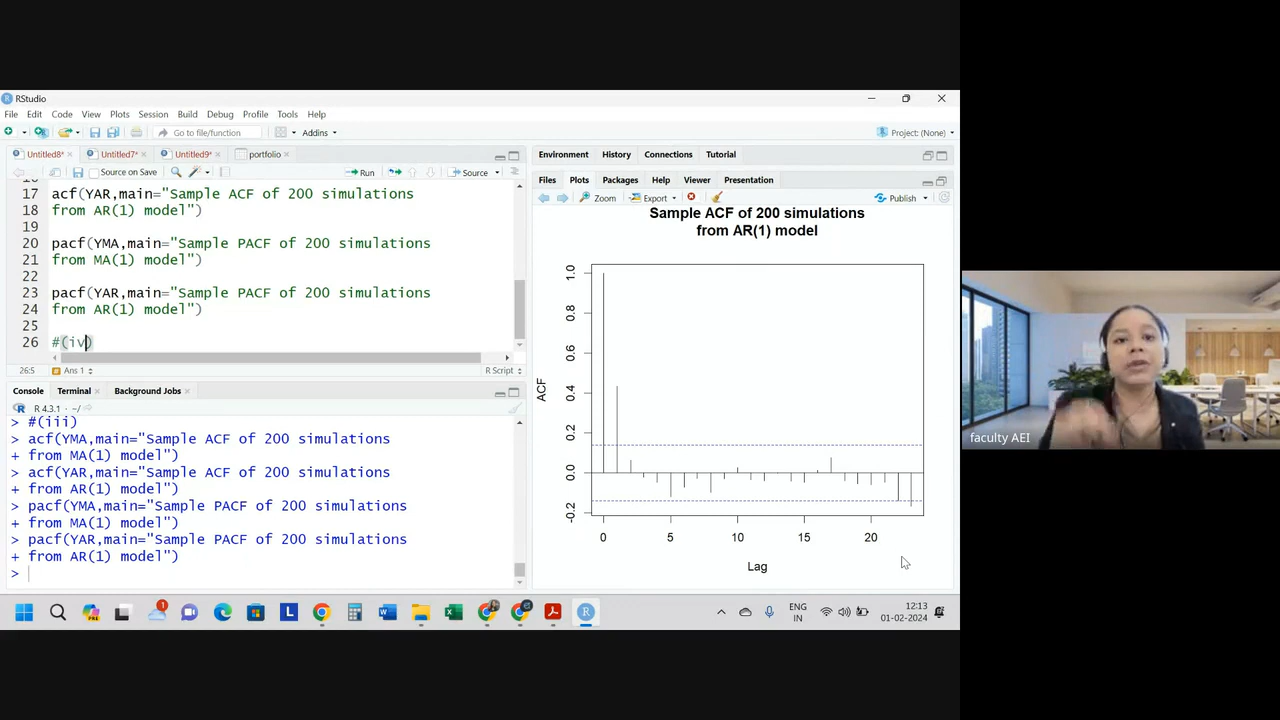 RStudio
File Edit Code View Plots Session Build Debug Profile Tools Help
Go to file/function Addins Project: (None)
Untitled8* Untitled7* Untitled9* portfolio
Source on Save Run Source
17 acf(YAR,main="Sample ACF of 200 simulations
18 from AR(1) model")
19
20 pacf(YMA,main="Sample PACF of 200 simulations
21 from MA(1) model")
22
23 pacf(YAR,main="Sample PACF of 200 simulations
24 from AR(1) model")
25
26 #(iv)
26:5 Ans 1 R Script
Console Terminal Background Jobs
R 4.3.1 · ~/
> #(iii)
> acf(YMA,main="Sample ACF of 200 simulations
+ from MA(1) model")
> acf(YAR,main="Sample ACF of 200 simulations
+ from AR(1) model")
> pacf(YMA,main="Sample PACF of 200 simulations
+ from MA(1) model")
> pacf(YAR,main="Sample PACF of 200 simulations
+ from AR(1) model")
>
Environment History Connections Tutorial
Files Plots Packages Help Viewer Presentation
Zoom Export Publish
Sample ACF of 200 simulations
from AR(1) model
ACF
1.0
0.8
0.6
0.4
0.2
0.0
-0.2
0 5 10 15 20
Lag
faculty AEI
1
PRE
L
ENG
IN
12:13
01-02-2024